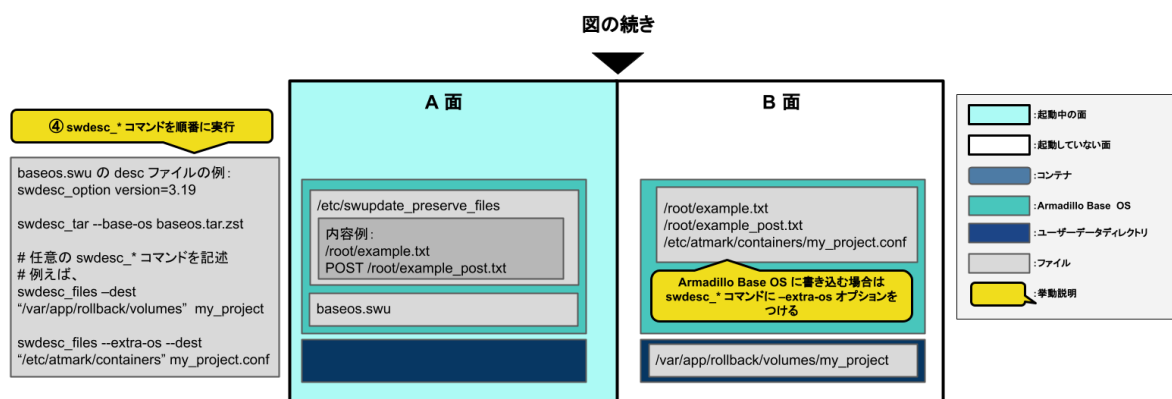 図の続き
A 面
B 面
④ swdesc_* コマンドを順番に実行
baseos.swu の desc ファイルの例:
swdesc_option version=3.19
swdesc_tar --base-os baseos.tar.zst
# 任意の swdesc_* コマンドを記述
# 例えば、
swdesc_files –dest
“/var/app/rollback/volumes” my_project
swdesc_files --extra-os --dest
“/etc/atmark/containers” my_project.conf
/etc/swupdate_preserve_files
内容例:
/root/example.txt
POST /root/example_post.txt
baseos.swu
/root/example.txt
/root/example_post.txt
/etc/atmark/containers/my_project.conf
Armadillo Base OS に書き込む場合は
swdesc_* コマンドに –extra-os オプションを
つける
/var/app/rollback/volumes/my_project
:起動中の面
:起動していない面
:コンテナ
:Armadillo Base OS
:ユーザーデータディレクトリ
:ファイル
:挙動説明